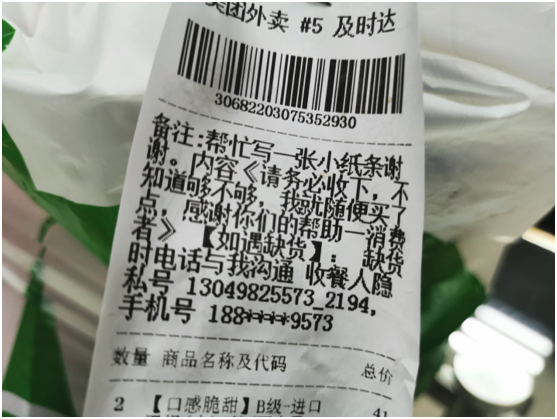 美团外卖 #5 及时达
30682203075352930
备注:帮忙写一张小纸条谢
谢。内容《请务必收下,不
知道够不够,我就随便买了
点,感谢你们的帮助一消费
者》 【如遇缺货】: 缺货
时电话与我沟通 收餐人隐
私号 13049825573_2194,
手机号 188****9573
数量 商品名称及代码 总价
2 【口感脆甜】B级-进口 41